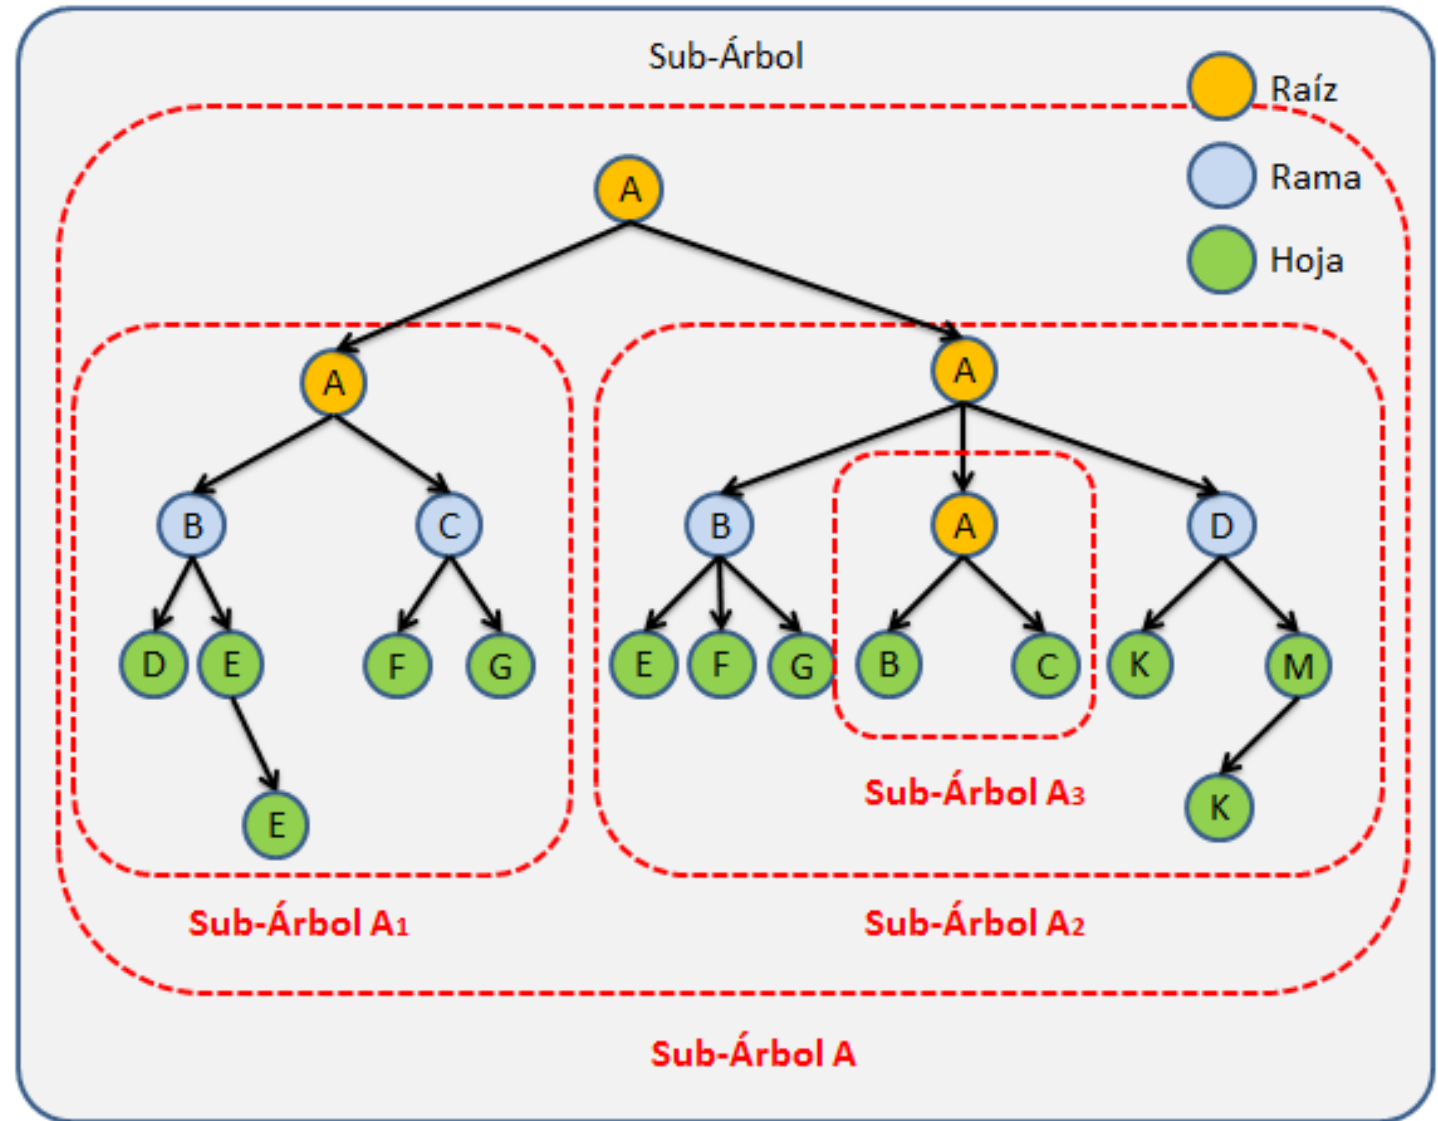 Sub-Árbol
Raíz
Rama
Hoja
A
A
A
B
C
B
A
D
D
E
F
G
E
F
G
B
C
K
M
E
K
Sub-Árbol A3
Sub-Árbol A1
Sub-Árbol A2
Sub-Árbol A